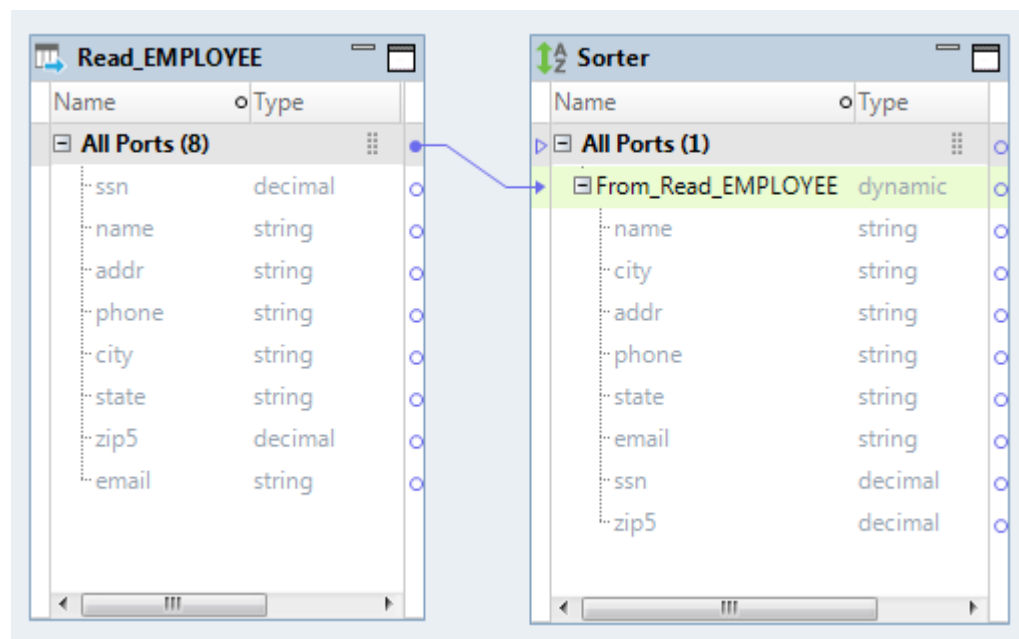 Read_EMPLOYEE
Name Type
All Ports (8)
ssn decimal
name string
addr string
phone string
city string
state string
zip5 decimal
email string
A Z Sorter
Name Type
All Ports (1)
From_Read_EMPLOYEE dynamic
name string
city string
addr string
phone string
state string
email string
ssn decimal
zip5 decimal